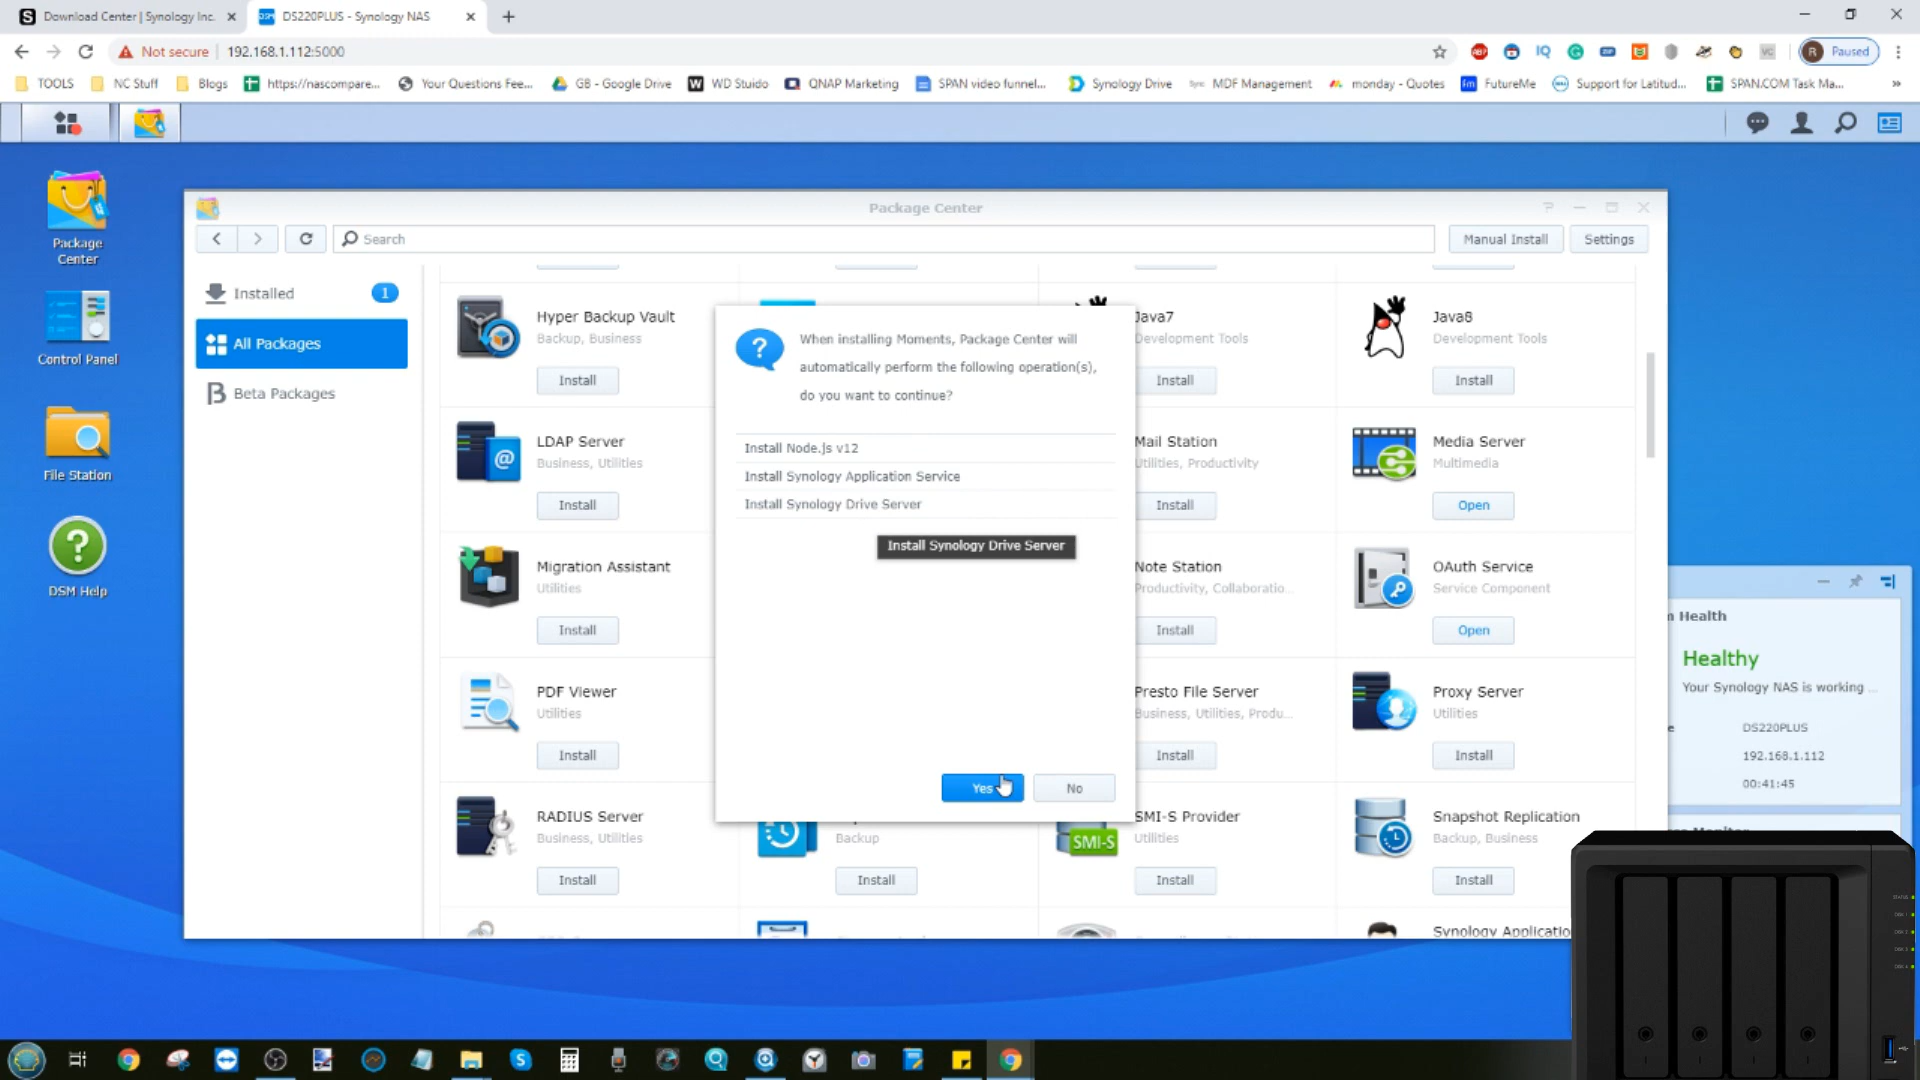 Download Center | Synology Inc.
DS220PLUS - Synology NAS
Not secure
192.168.1.112:5000
Paused
TOOLS
NC Stuff
Blogs
https://nascompare...
Your Questions Fee...
GB - Google Drive
WD Stuido
QNAP Marketing
SPAN video funnel...
Synology Drive
MDF Management
monday - Quotes
FutureMe
Support for Latitud...
SPAN.COM Task Ma...
Package
Center
Control Panel
File Station
DSM Help
Package Center
Search
Manual Install
Settings
Installed
1
All Packages
Beta Packages
Hyper Backup Vault
Backup, Business
Install
Java7
Development Tools
Install
Java8
Development Tools
Install
When installing Moments, Package Center will
automatically perform the following operation(s),
do you want to continue?
Install Node.js v12
Install Synology Application Service
Install Synology Drive Server
Install Synology Drive Server
Yes
No
LDAP Server
Business, Utilities
Install
Mail Station
Utilities, Productivity
Install
Media Server
Multimedia
Open
Migration Assistant
Utilities
Install
Note Station
Productivity, Collaboratio...
Install
OAuth Service
Service Component
Open
PDF Viewer
Utilities
Install
Presto File Server
Business, Utilities, Produ...
Install
Proxy Server
Utilities
Install
RADIUS Server
Business, Utilities
Install
Backup
Install
SMI-S
SMI-S Provider
Utilities
Install
Snapshot Replication
Backup, Business
Install
Synology Applicatio
Health
Healthy
Your Synology NAS is working ...
DS220PLUS
192.168.1.112
00:41:45